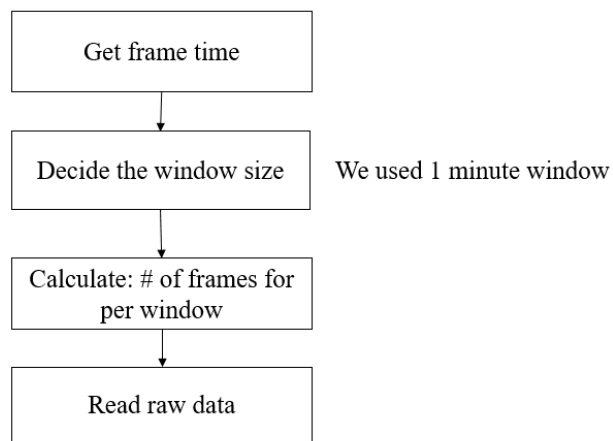 Get frame time
Decide the window size
We used 1 minute window
Calculate: # of frames for
per window
Read raw data